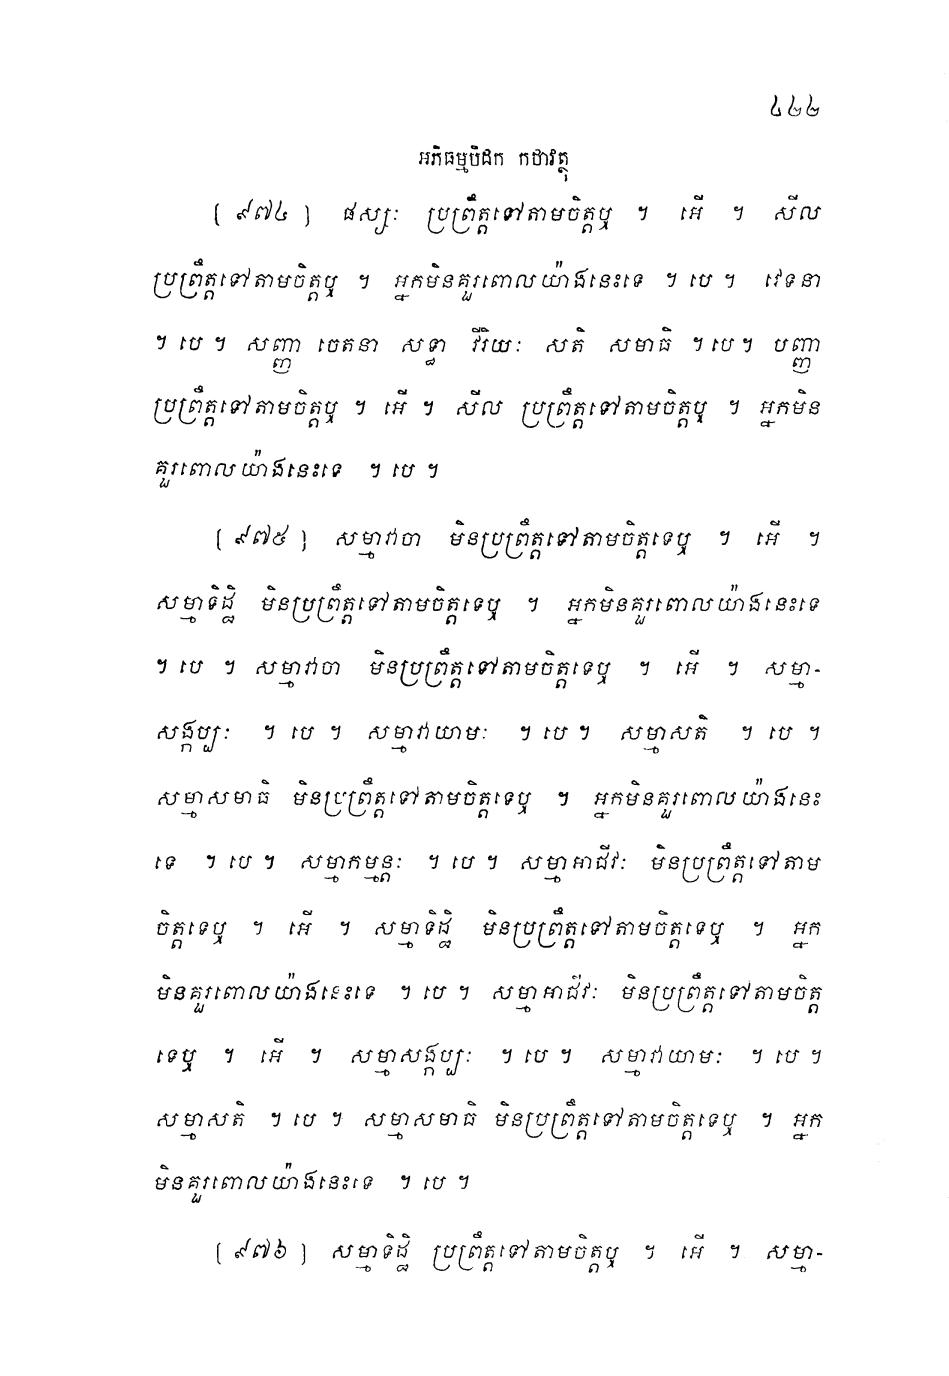 ៤២២
អភិធម្មបិដក កថាវត្ថុ
[ ៩៧៤ ] ផស្សៈ ប្រព្រឹត្តទៅតាមចិត្តឬ ។ អើ ។ សីល
ប្រព្រឹត្តទៅតាមចិត្តឬ ។ អ្នកមិនគួរពោលយ៉ាងនេះទេ ។ បេ ។ វេទនា
។ បេ ។ សញ្ញា ចេតនា សទ្ធា វីរិយៈ សតិ សមាធិ ។ បេ ។ បញ្ញា
ប្រព្រឹត្តទៅតាមចិត្តឬ ។ អើ ។ សីល ប្រព្រឹត្តទៅតាមចិត្តឬ ។ អ្នកមិន
គួរពោលយ៉ាងនេះទេ ។ បេ ។
[ ៩៧៥ ] សម្មាវាចា មិនប្រព្រឹត្តទៅតាមចិត្តទេឬ ។ អើ ។
សម្មាទិដ្ឋិ មិនប្រព្រឹត្តទៅតាមចិត្តទេឬ ។ អ្នកមិនគួរពោលយ៉ាងនេះទេ
។ បេ ។ សម្មាវាចា មិនប្រព្រឹត្តទៅតាមចិត្តទេឬ ។ អើ ។ សម្មា-
សង្កប្បៈ ។ បេ ។ សម្មាវាយាមៈ ។ បេ ។ សម្មាសតិ ។ បេ ។
សម្មាសមាធិ មិនប្រព្រឹត្តទៅតាមចិត្តទេឬ ។ អ្នកមិនគួរពោលយ៉ាងនេះ
ទេ ។ បេ ។ សម្មាកម្មន្តៈ ។ បេ ។ សម្មាអាជីវៈ មិនប្រព្រឹត្តទៅតាម
ចិត្តទេឬ ។ អើ ។ សម្មាទិដ្ឋិ មិនប្រព្រឹត្តទៅតាមចិត្តទេឬ ។ អ្នក
មិនគួរពោលយ៉ាងនេះទេ ។ បេ ។ សម្មាអាជីវៈ មិនប្រព្រឹត្តទៅតាមចិត្ត
ទេឬ ។ អើ ។ សម្មាសង្កប្បៈ ។ បេ ។ សម្មាវាយាមៈ ។ បេ ។
សម្មាសតិ ។ បេ ។ សម្មាសមាធិ មិនប្រព្រឹត្តទៅតាមចិត្តទេឬ ។ អ្នក
មិនគួរពោលយ៉ាងនេះទេ ។ បេ ។
[ ៩៧៦ ] សម្មាទិដ្ឋិ ប្រព្រឹត្តទៅតាមចិត្តឬ ។ អើ ។ សម្មា-